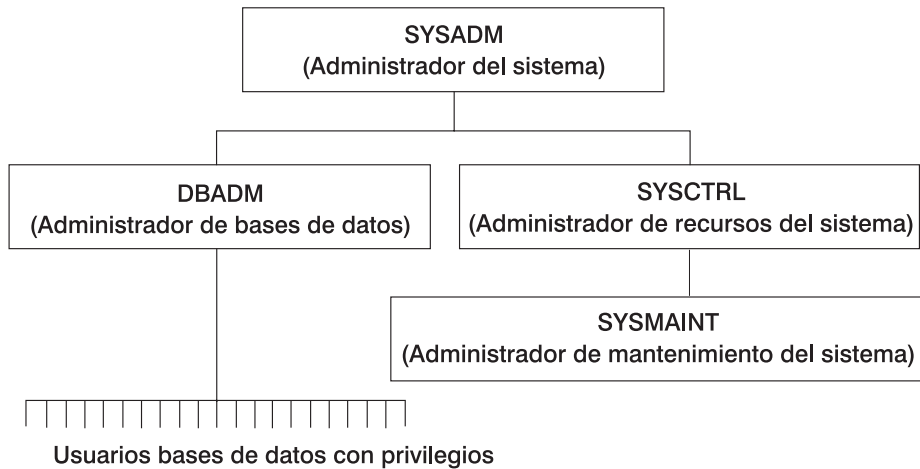 SYSADM
(Administrador del sistema)
DBADM
(Administrador de bases de datos)
SYSCTRL
(Administrador de recursos del sistema)
SYSMAINT
(Administrador de mantenimiento del sistema)
Usuarios bases de datos con privilegios